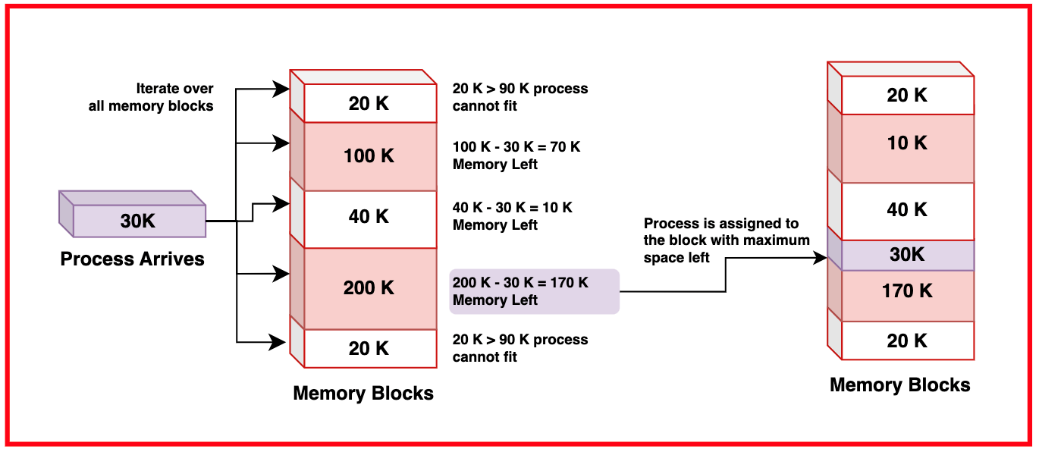 Iterate over
all memory blocks
30K
Process Arrives
20 K
100 K
40 K
200 K
20 K
Memory Blocks
20 K > 90 K process
cannot fit
100 K - 30 K = 70 K
Memory Left
40 K - 30 K = 10 K
Memory Left
200 K - 30 K = 170 K
Memory Left
20 K > 90 K process
cannot fit
Process is assigned to
the block with maximum
space left
20 K
10 K
40 K
30K
170 K
20 K
Memory Blocks